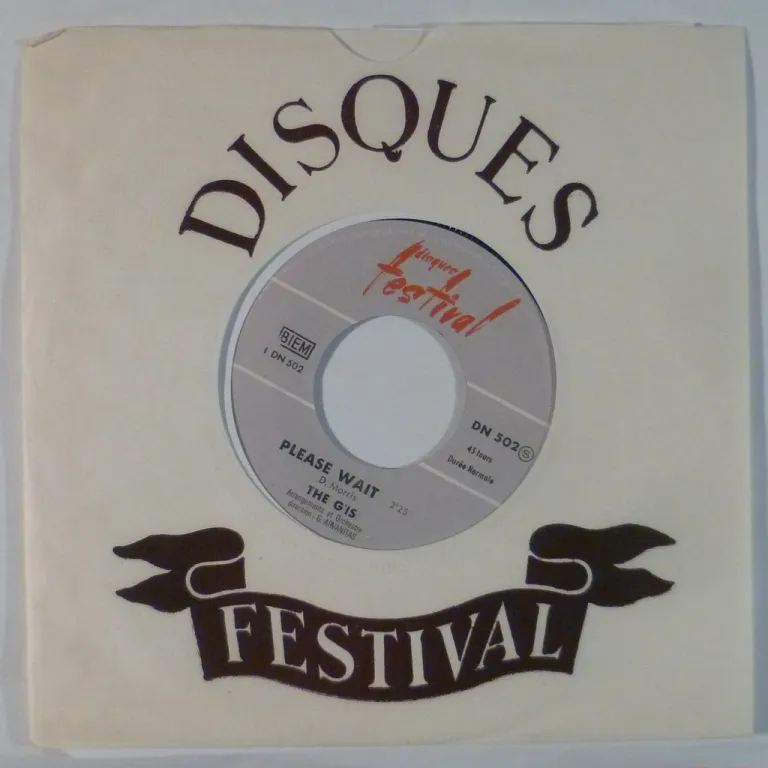 DISQUES
disques
festival
BIEM
1 DN 502
DN 502 S
45 tours
Durée Normale
PLEASE WAIT
D. Morris 2'25
THE G'IS
Arrangements et Orchestre
direction : G
FESTIVAL